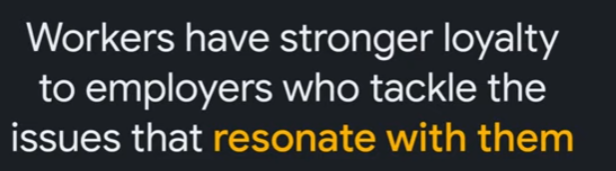 Workers have stronger loyalty
to employers who tackle the
issues that resonate with them